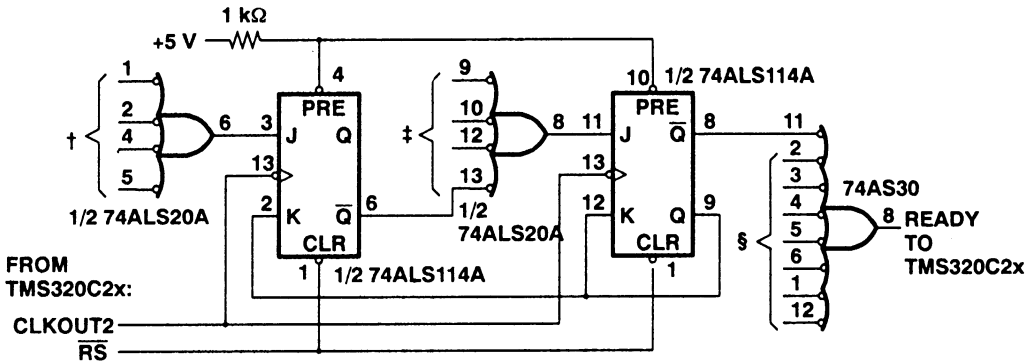 1 kΩ
+5 V
1
2
4
5
†
6
1/2 74ALS20A
4
PRE
3
J
Q
13
2
K
Q̅
6
CLR
1
1/2 74ALS114A
9
10
12
13
‡
8
1/2
74ALS20A
10
1/2 74ALS114A
PRE
11
J
Q̅
8
13
12
K
Q
9
CLR
1
11
2
3
4
5
6
1
12
§
74AS30
8
READY
TO
TMS320C2x
FROM
TMS320C2x:
CLKOUT2
R̅S̅